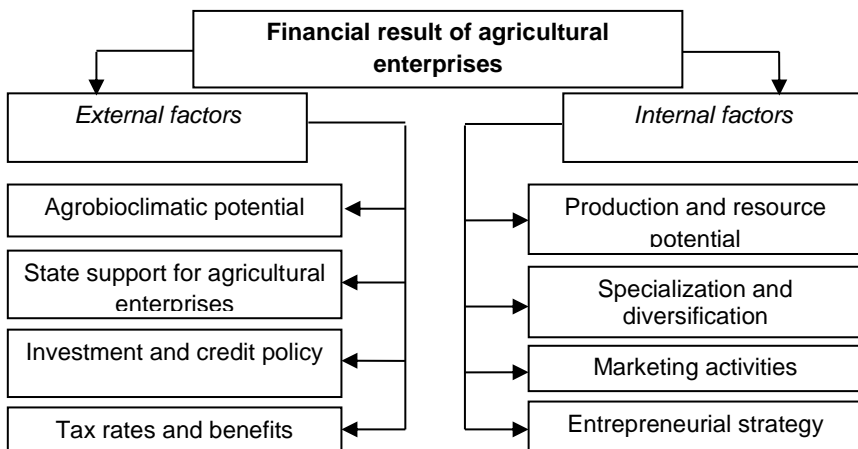 Financial result of agricultural
enterprises
External factors
Internal factors
Agrobioclimatic potential
State support for agricultural
enterprises
Investment and credit policy
Tax rates and benefits
Production and resource
potential
Specialization and
diversification
Marketing activities
Entrepreneurial strategy